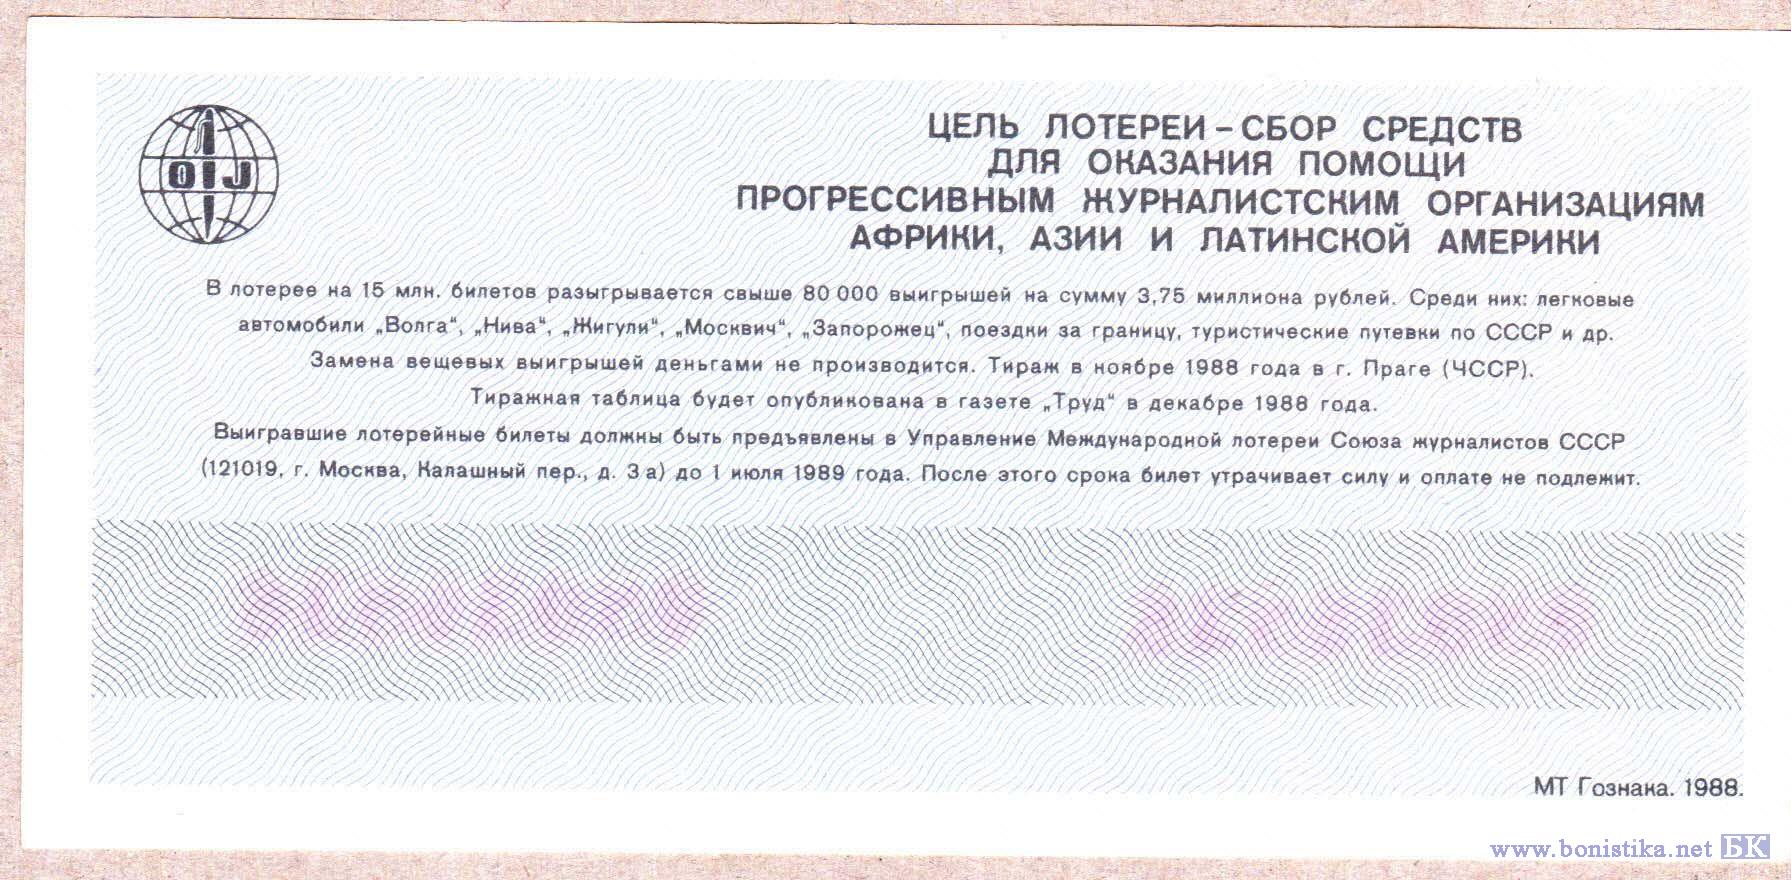 OIJ
ЦЕЛЬ ЛОТЕРЕИ – СБОР СРЕДСТВ
ДЛЯ ОКАЗАНИЯ ПОМОЩИ
ПРОГРЕССИВНЫМ ЖУРНАЛИСТСКИМ ОРГАНИЗАЦИЯМ
АФРИКИ, АЗИИ И ЛАТИНСКОЙ АМЕРИКИ
В лотерее на 15 млн. билетов разыгрывается свыше 80 000 выигрышей на сумму 3,75 миллиона рублей. Среди них: легковые
автомобили „Волга“, „Нива“, „Жигули“, „Москвич“, „Запорожец“, поездки за границу, туристические путевки по СССР и др.
Замена вещевых выигрышей деньгами не производится. Тираж в ноябре 1988 года в г. Праге (ЧССР).
Тиражная таблица будет опубликована в газете „Труд“ в декабре 1988 года.
Выигравшие лотерейные билеты должны быть предъявлены в Управление Международной лотереи Союза журналистов СССР
(121019, г. Москва, Калашный пер., д. 3а) до 1 июля 1989 года. После этого срока билет утрачивает силу и оплате не подлежит.
МТ Гознака. 1988.
www.bonistika.net БК